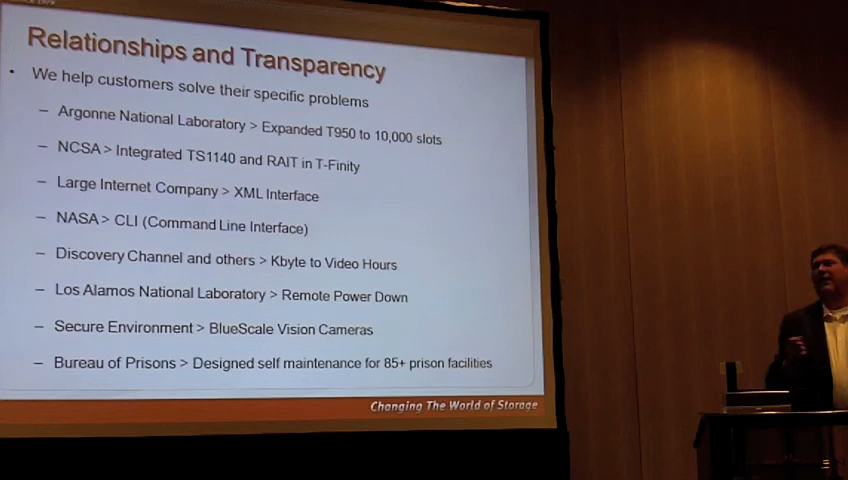 Relationships and Transparency
• We help customers solve their specific problems
– Argonne National Laboratory > Expanded T950 to 10,000 slots
– NCSA > Integrated TS1140 and RAIT in T-Finity
– Large Internet Company > XML Interface
– NASA > CLI (Command Line Interface)
– Discovery Channel and others > Kbyte to Video Hours
– Los Alamos National Laboratory > Remote Power Down
– Secure Environment > BlueScale Vision Cameras
– Bureau of Prisons > Designed self maintenance for 85+ prison facilities
Changing The World of Storage